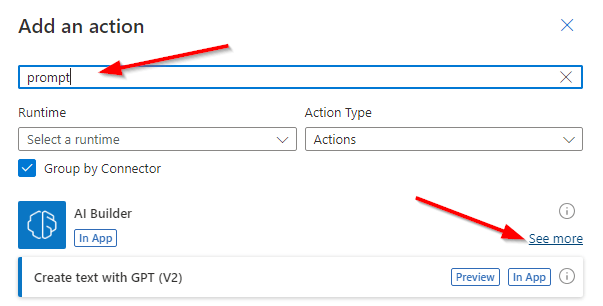 Add an action
prompt
Runtime Action Type
Select a runtime Actions
Group by Connector
AI Builder
In App
See more
Create text with GPT (V2) Preview In App